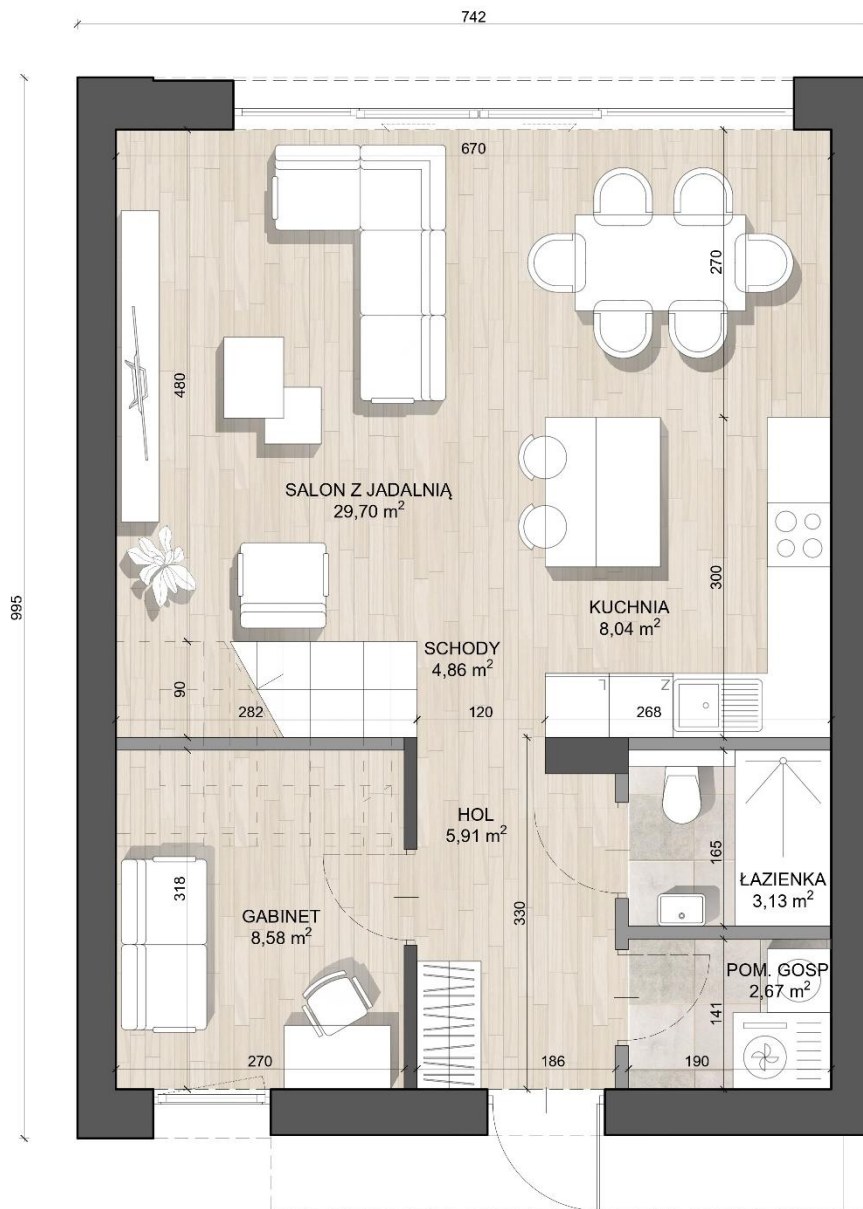 742
670
270
480
995
SALON Z JADALNIĄ
29,70 m²
300
KUCHNIA
8,04 m²
SCHODY
4,86 m²
90
L
Z
282
120
268
HOL
5,91 m²
165
ŁAZIENKA
3,13 m²
318
GABINET
8,58 m²
330
POM. GOSP
2,67 m²
141
270
186
190